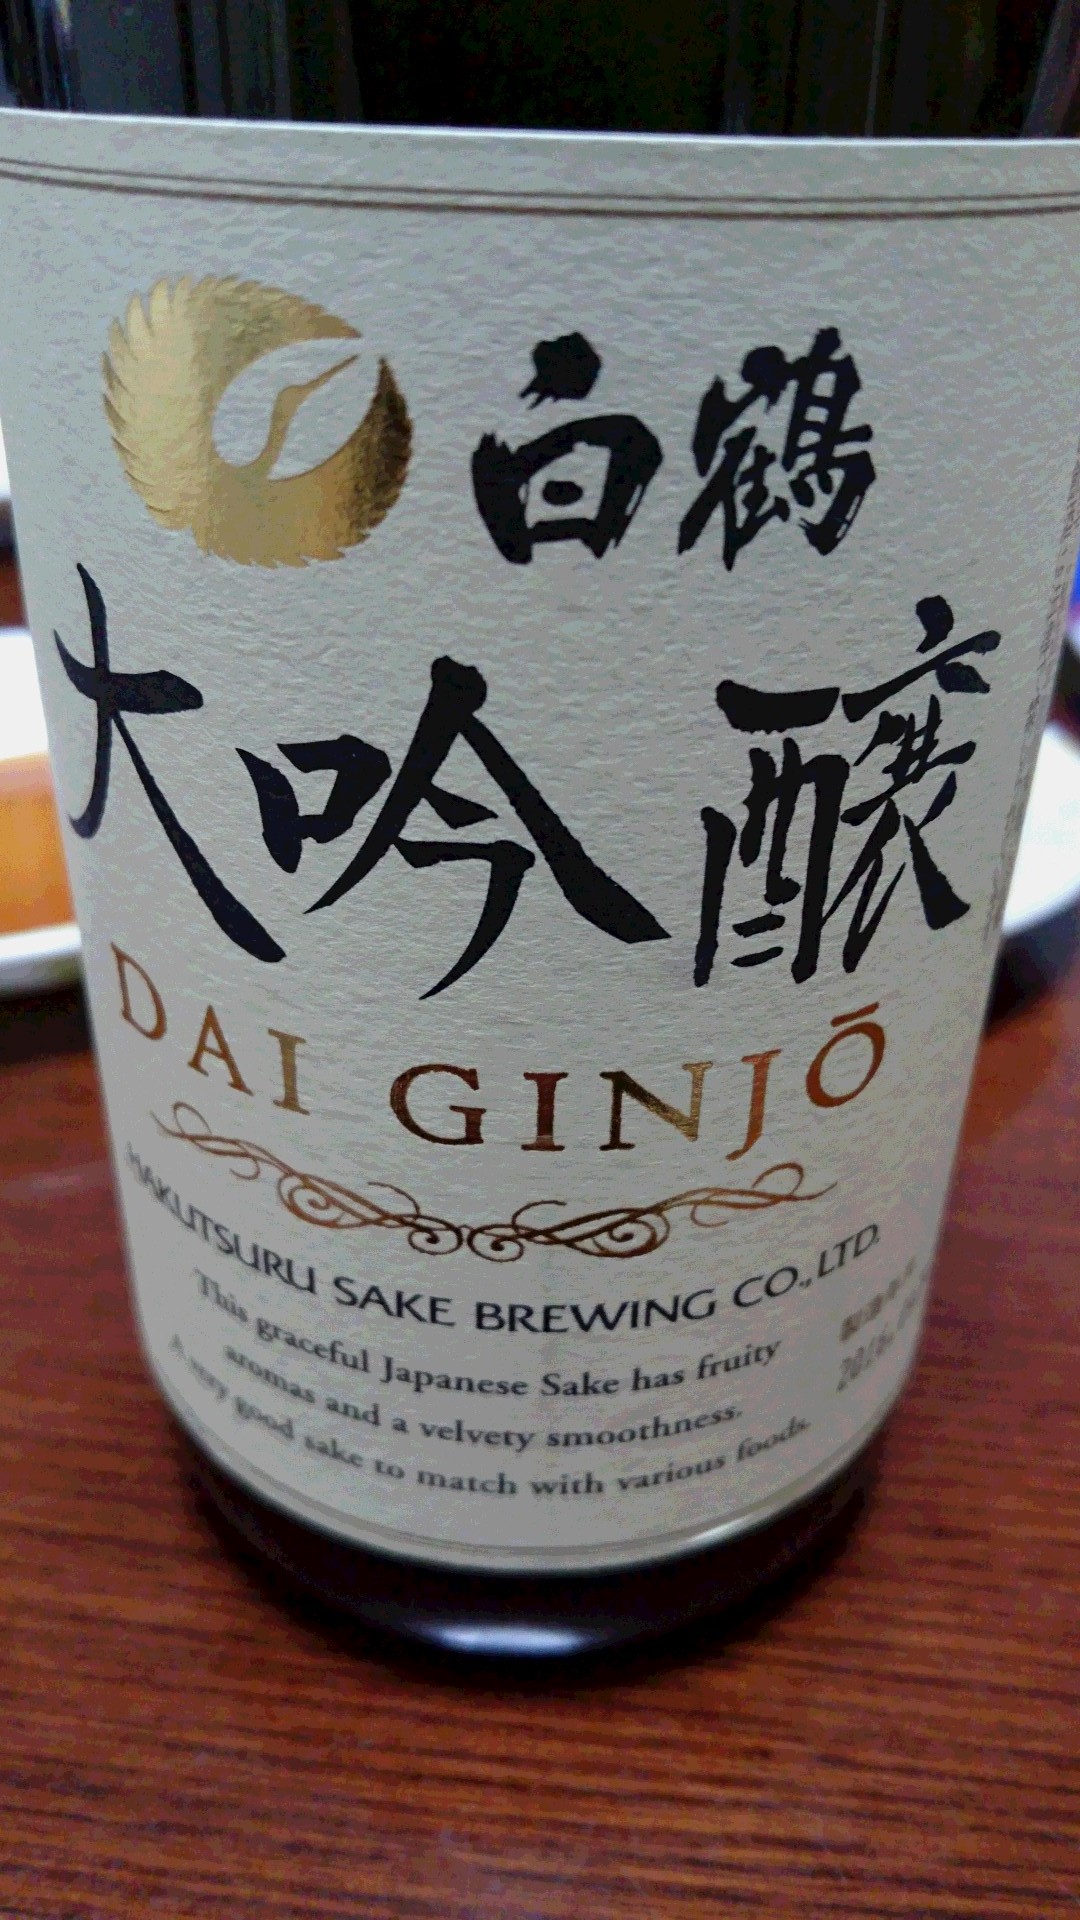 白鶴
大吟醸
DAI GINJŌ
HAKUTSURU SAKE BREWING CO.,LTD.
This graceful Japanese Sake has fruity
aromas and a velvety smoothness.
A very good sake to match with various foods.